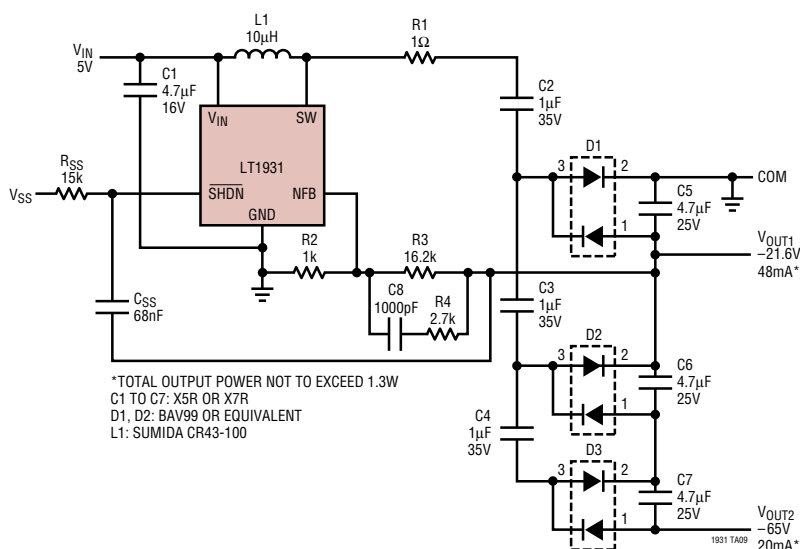 L1
10µH
R1
1Ω
VIN
5V
C1
4.7µF
16V
C2
1µF
35V
VIN
SW
LT1931
SHDN
NFB
GND
RSS
15k
VSS
D1
3
2
1
COM
C5
4.7µF
25V
VOUT1
–21.6V
48mA*
R2
1k
R3
16.2k
C8
1000pF
R4
2.7k
CSS
68nF
C3
1µF
35V
D2
3
2
1
C6
4.7µF
25V
*TOTAL OUTPUT POWER NOT TO EXCEED 1.3W
C1 TO C7: X5R OR X7R
D1, D2: BAV99 OR EQUIVALENT
L1: SUMIDA CR43-100
C4
1µF
35V
D3
3
2
1
C7
4.7µF
25V
VOUT2
–65V
20mA*
1931 TA09